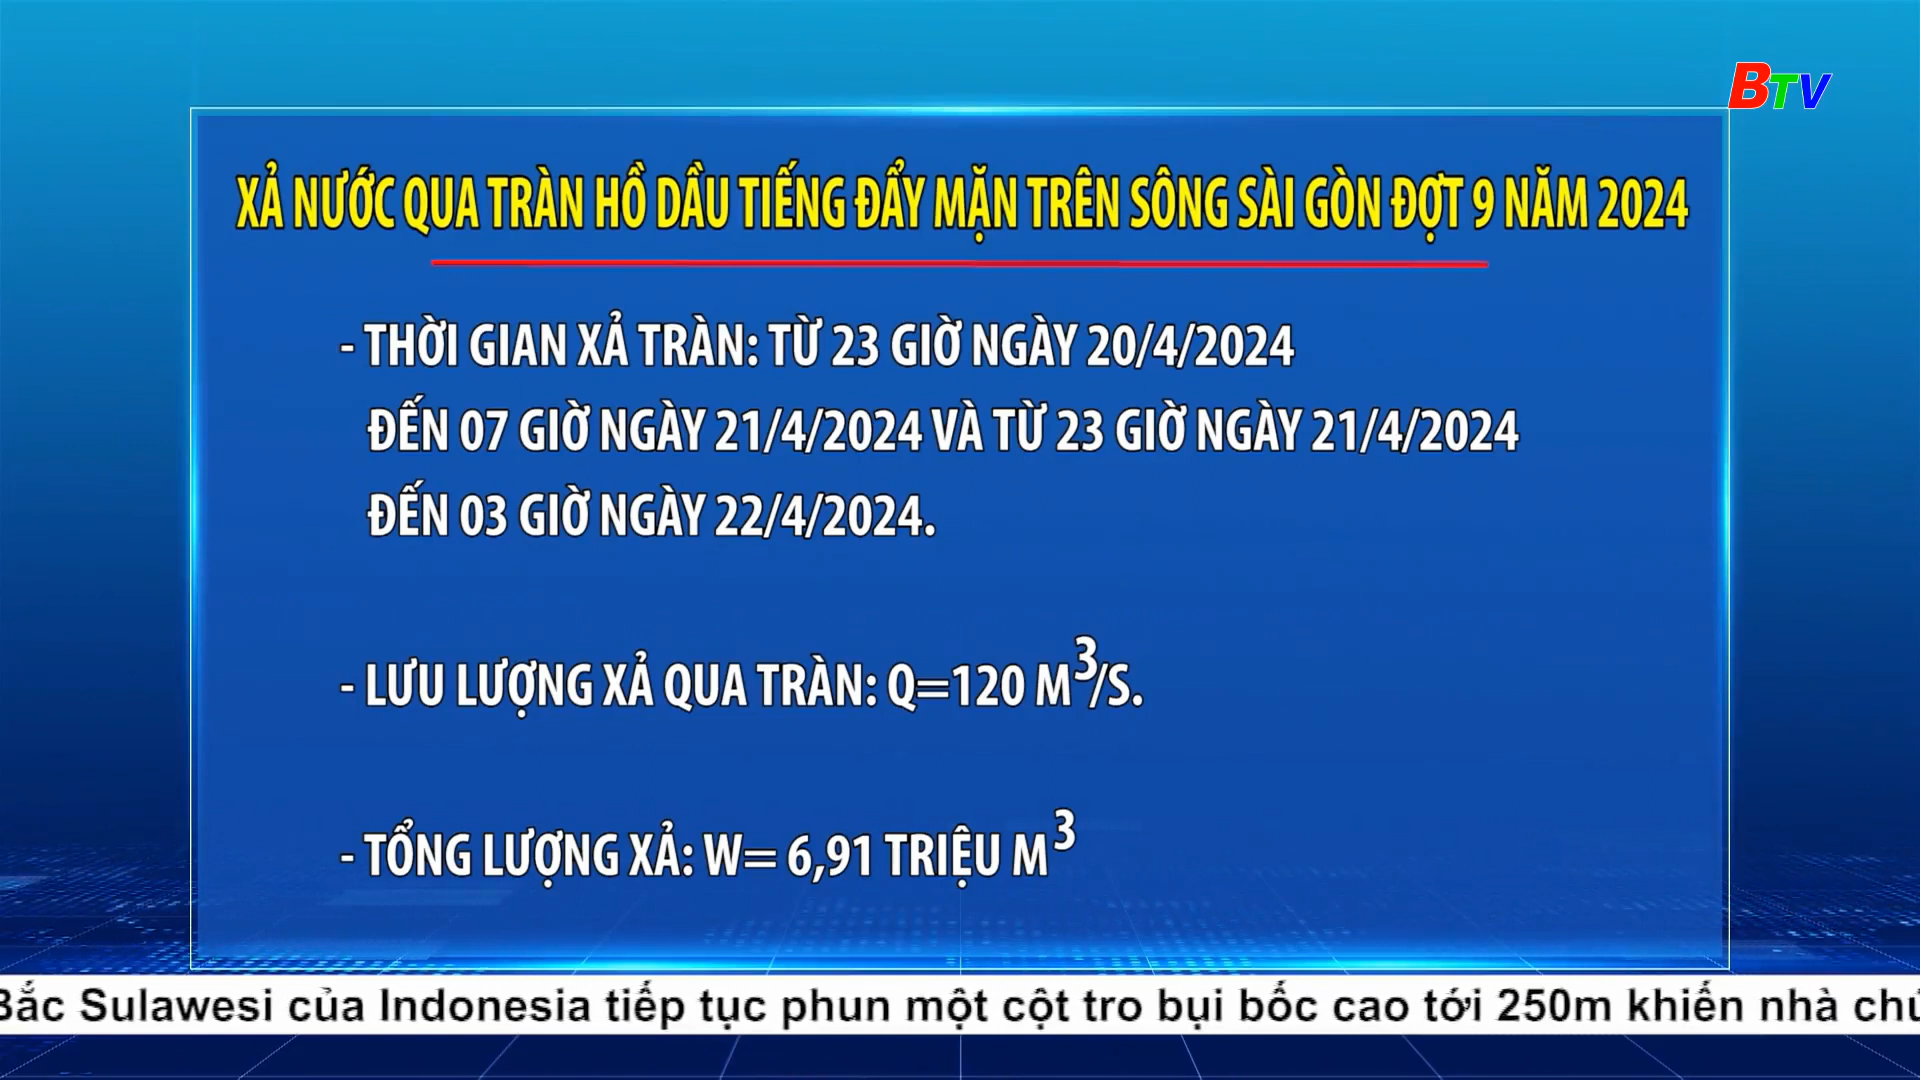 BTV
XẢ NƯỚC QUA TRÀN HỒ DẦU TIẾNG ĐẨY MẶN TRÊN SÔNG SÀI GÒN ĐỢT 9 NĂM 2024
- THỜI GIAN XẢ TRÀN: TỪ 23 GIỜ NGÀY 20/4/2024
ĐẾN 07 GIỜ NGÀY 21/4/2024 VÀ TỪ 23 GIỜ NGÀY 21/4/2024
ĐẾN 03 GIỜ NGÀY 22/4/2024.
- LƯU LƯỢNG XẢ QUA TRÀN: Q=120 M³/S.
- TỔNG LƯỢNG XẢ: W= 6,91 TRIỆU M³
Bắc Sulawesi của Indonesia tiếp tục phun một cột tro bụi bốc cao tới 250m khiến nhà